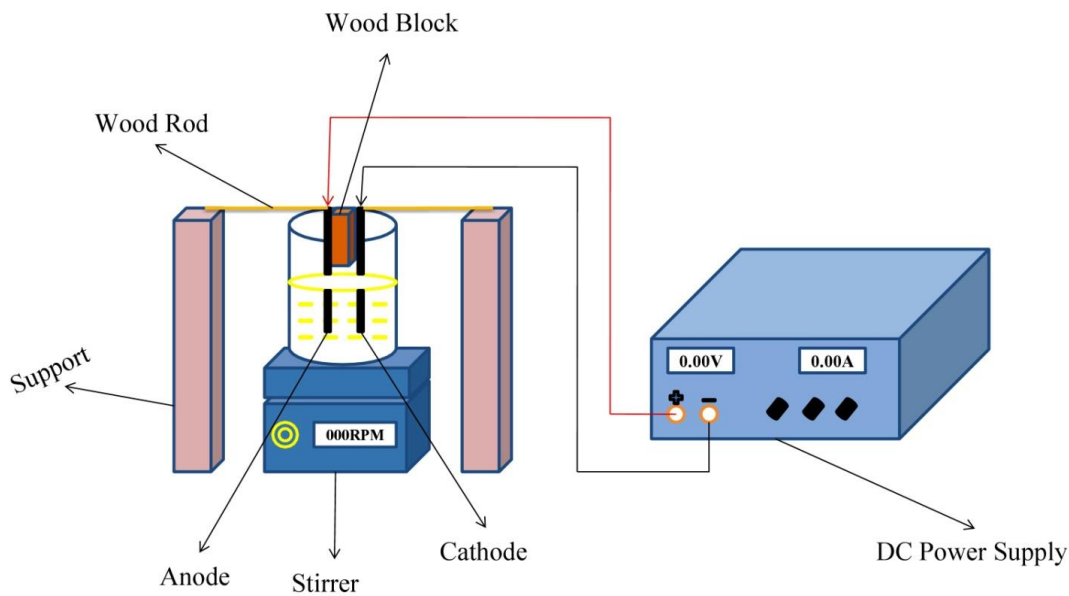 Wood Block
Wood Rod
Support
0.00V
0.00A
+ −
000RPM
Anode
Stirrer
Cathode
DC Power Supply